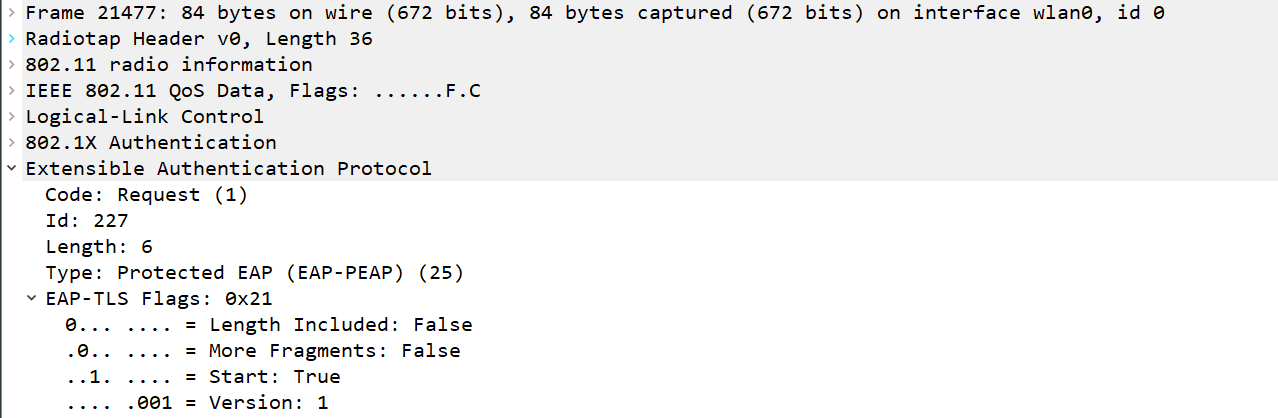 Frame 21477: 84 bytes on wire (672 bits), 84 bytes captured (672 bits) on interface wlan0, id 0
Radiotap Header v0, Length 36
802.11 radio information
IEEE 802.11 QoS Data, Flags: ......F.C
Logical-Link Control
802.1X Authentication
Extensible Authentication Protocol
Code: Request (1)
Id: 227
Length: 6
Type: Protected EAP (EAP-PEAP) (25)
EAP-TLS Flags: 0x21
0... .... = Length Included: False
.0.. .... = More Fragments: False
..1. .... = Start: True
.... .001 = Version: 1